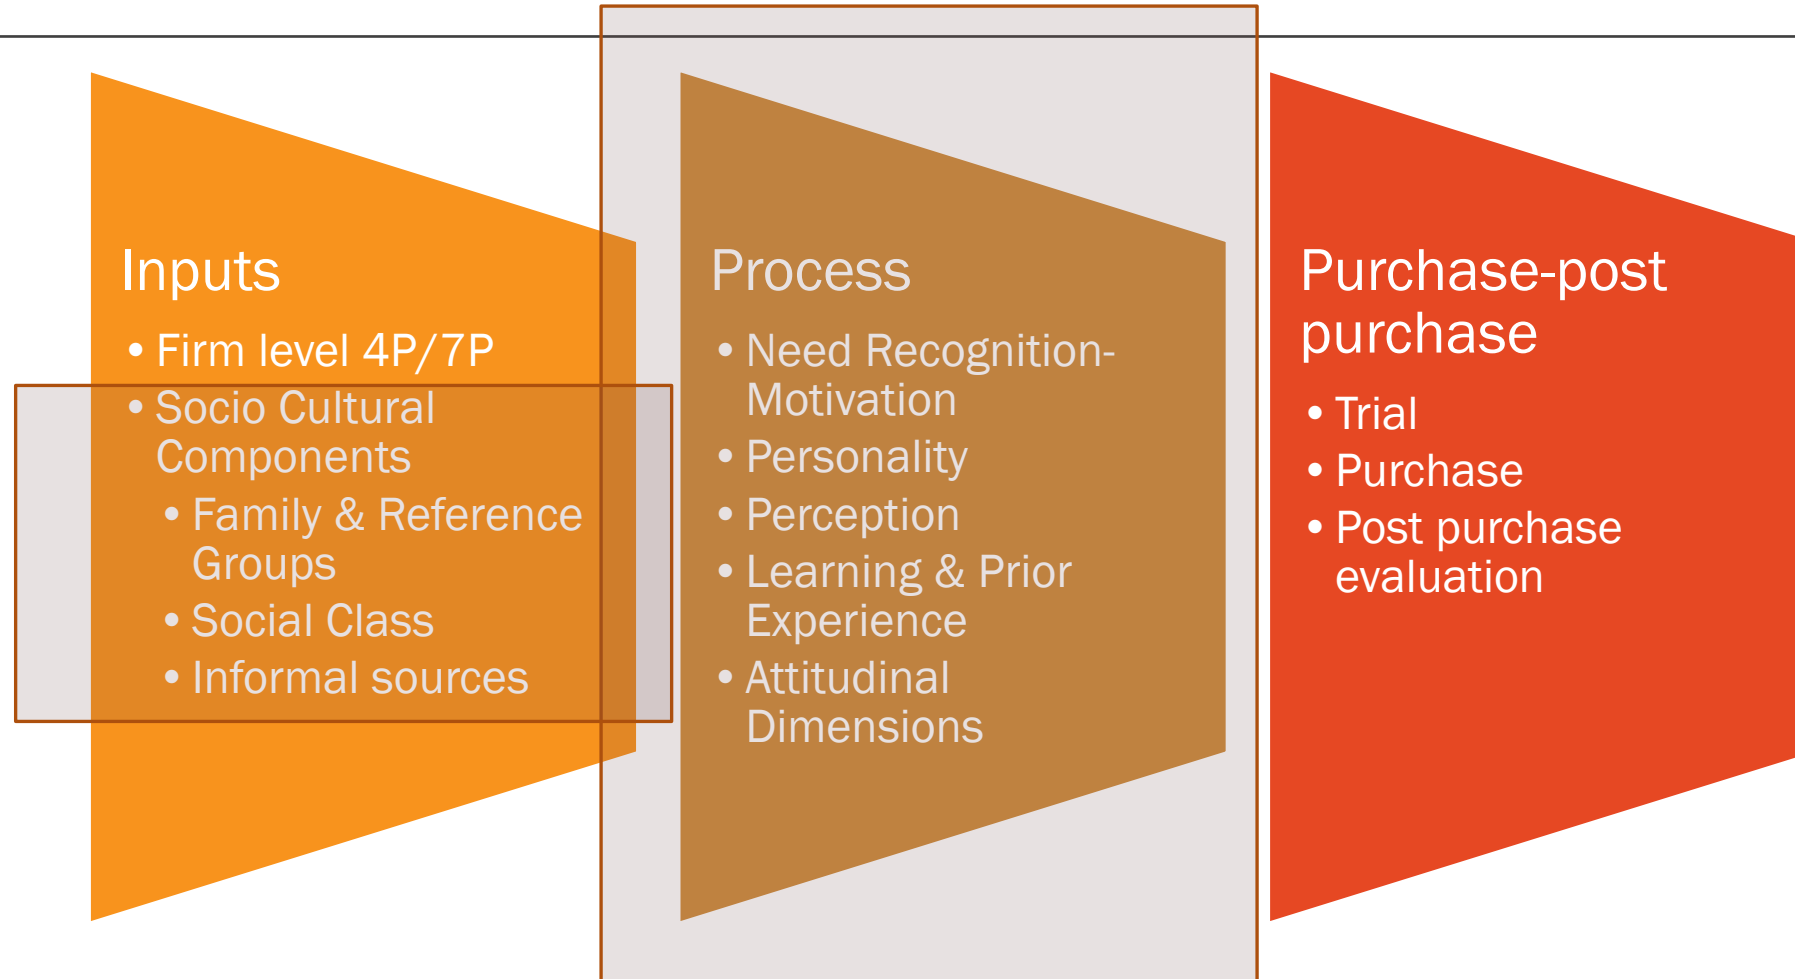 Inputs
• Firm level 4P/7P
• Socio Cultural
Components
• Family & Reference
Groups
• Social Class
• Informal sources
Process
• Need Recognition-
Motivation
• Personality
• Perception
• Learning & Prior
Experience
• Attitudinal
Dimensions
Purchase-post
purchase
• Trial
• Purchase
• Post purchase
evaluation